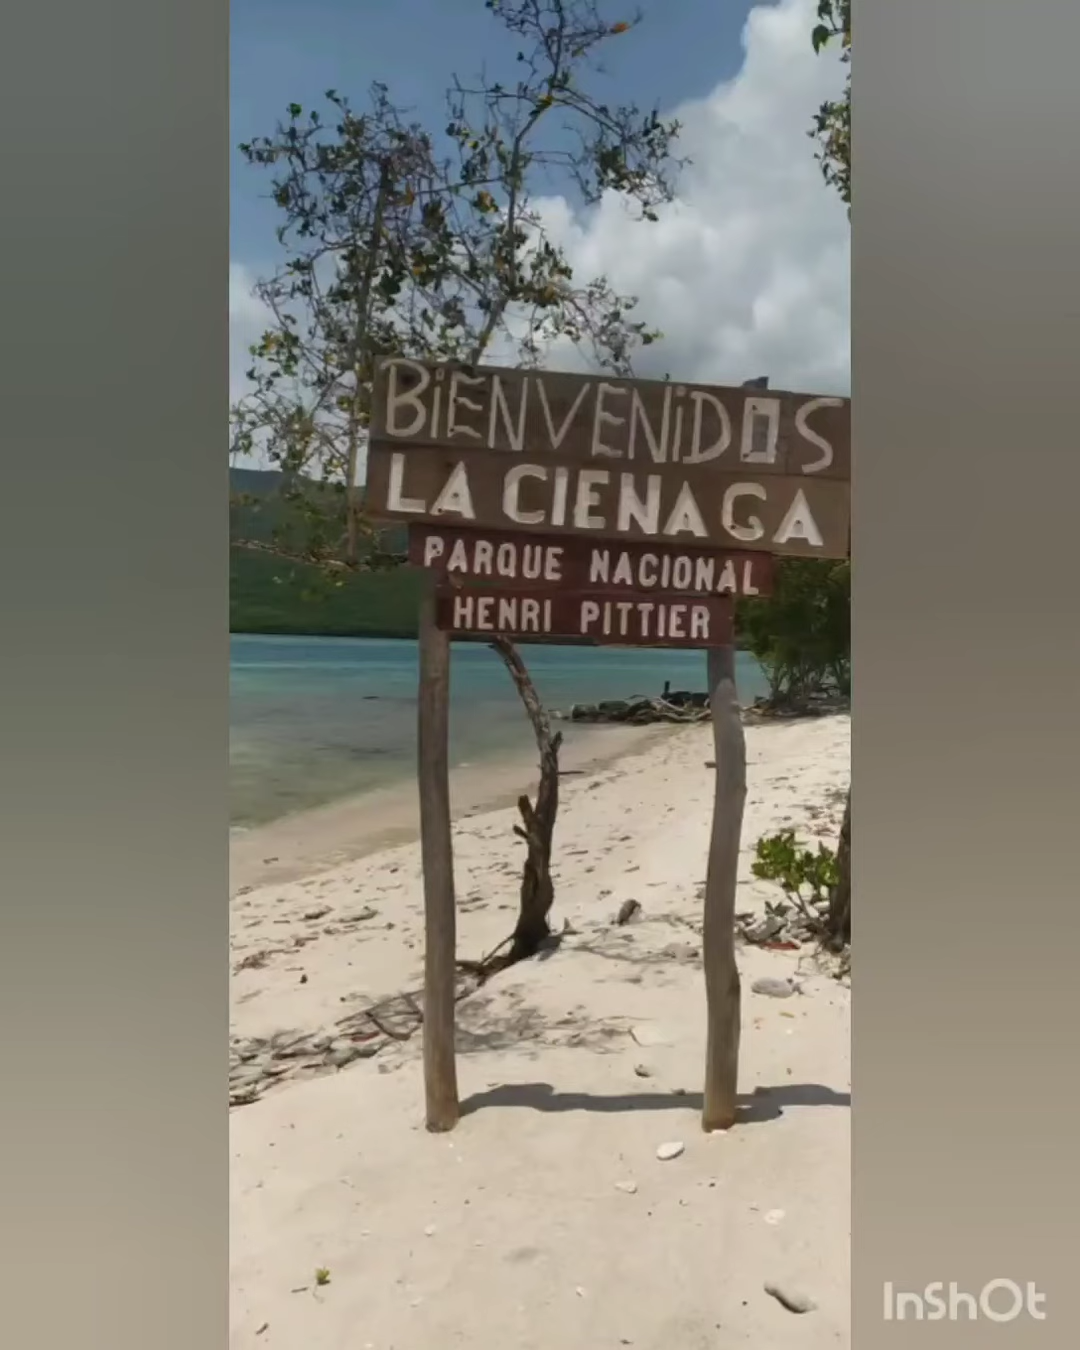 BiENVENiDOS
LA CIENAGA
PARQUE NACIONAL
HENRI PITTIER
InShOt